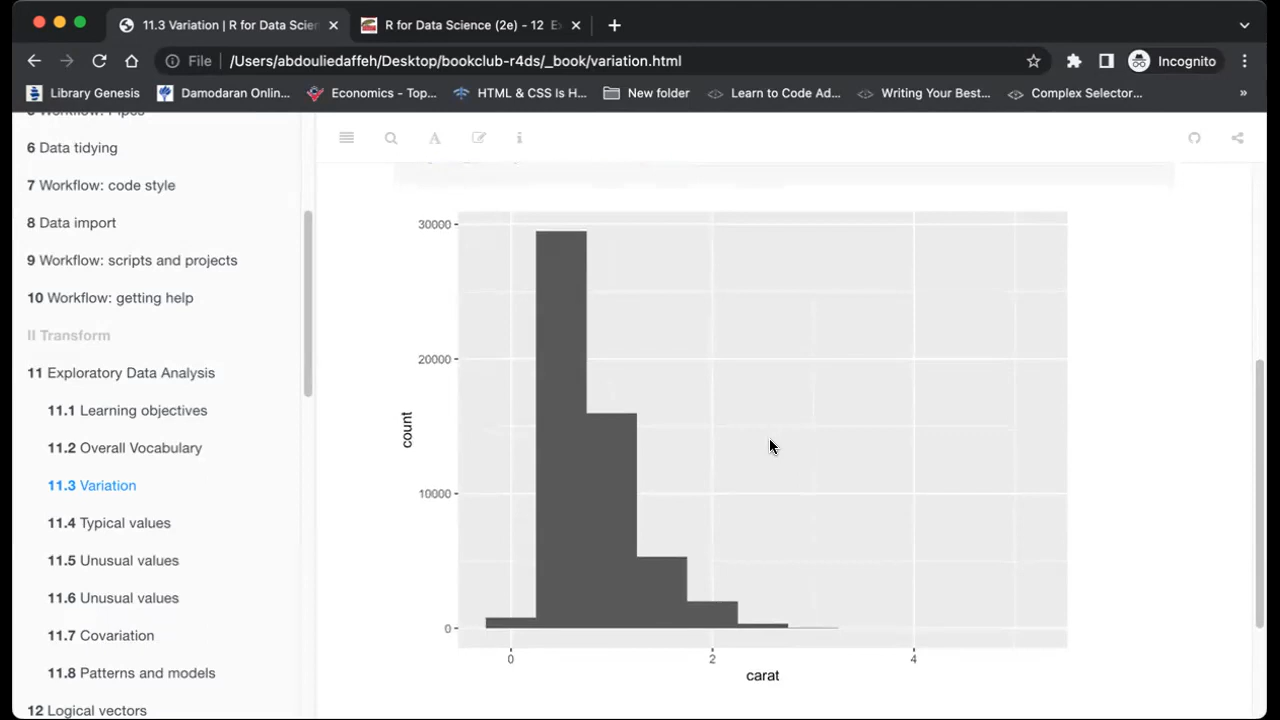 11.3 Variation | R for Data Scien
R for Data Science (2e) - 12 E
File
/Users/abdouliedaffeh/Desktop/bookclub-r4ds/_book/variation.html
Incognito
Library Genesis
Damodaran Onlin...
Economics - Top...
HTML & CSS Is H...
New folder
Learn to Code Ad...
Writing Your Best...
Complex Selector...
»
5 Workflow: Pipes
6 Data tidying
7 Workflow: code style
8 Data import
9 Workflow: scripts and projects
10 Workflow: getting help
II Transform
11 Exploratory Data Analysis
11.1 Learning objectives
11.2 Overall Vocabulary
11.3 Variation
11.4 Typical values
11.5 Unusual values
11.6 Unusual values
11.7 Covariation
11.8 Patterns and models
12 Logical vectors
A
i
30000
20000
10000
0
count
0
2
4
carat